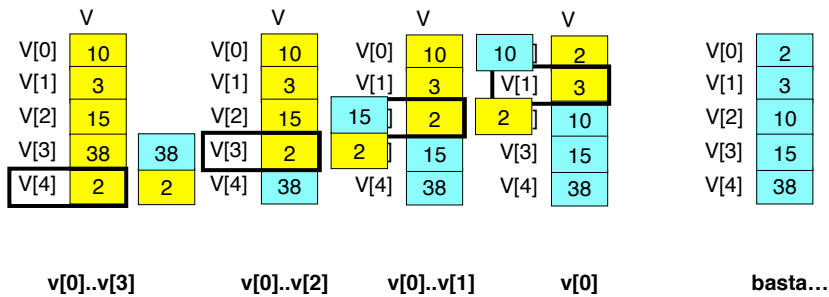 V V V V
V[0] 10 V[0] 10 V[0] 10 10 ] 2 V[0] 2
V[1] 3 V[1] 3 V[1] 3 V[1] 3 V[1] 3
V[2] 15 V[2] 15 15 ] 2 2 ] 10 V[2] 10
V[3] 38 38 V[3] 2 2 ] 15 V[3] 15 V[3] 15
V[4] 2 2 V[4] 38 V[4] 38 V[4] 38 V[4] 38
v[0]..v[3] v[0]..v[2] v[0]..v[1] v[0] basta…